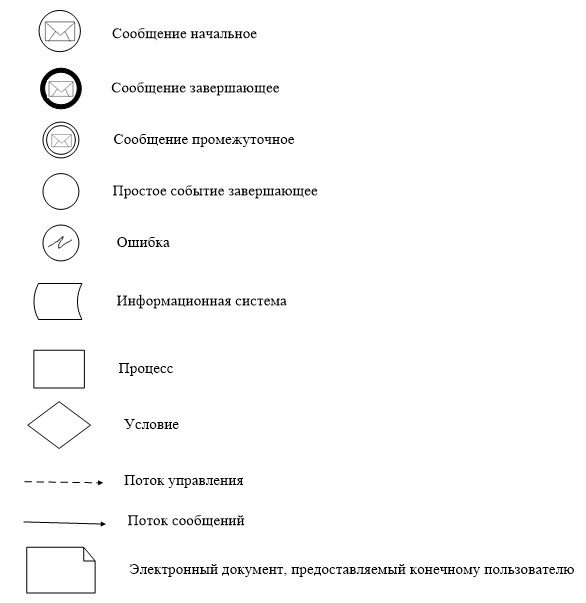 Сообщение начальное
Сообщение завершающее
Сообщение промежуточное
Простое событие завершающее
Ошибка
Информационная система
Процесс
Условие
Поток управления
Поток сообщений
Электронный документ, предоставляемый конечному пользователю